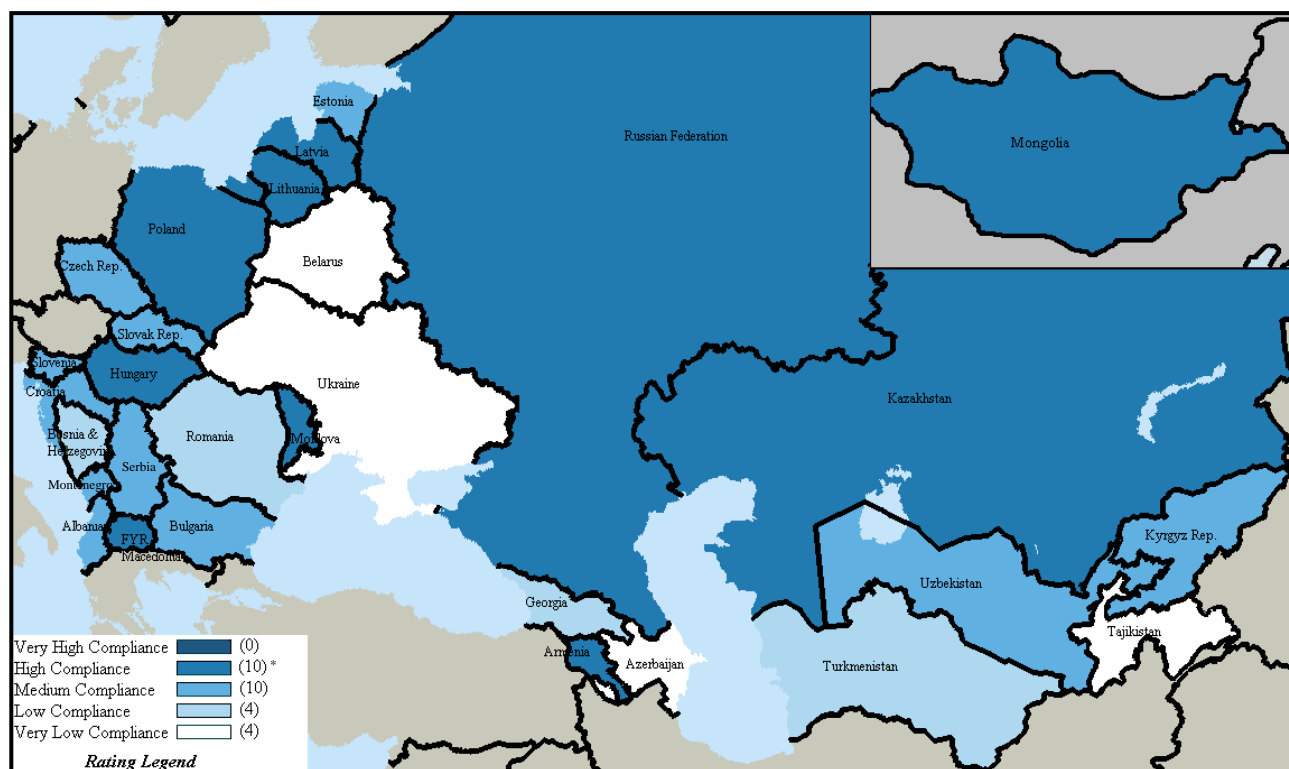 Estonia
Russian Federation
Latvia
Mongolia
Lithuania
Poland
Belarus
Czech Rep.
Slovak Rep.
Slovenia
Hungary
Ukraine
Croatia
Kazakhstan
Bosnia &
Herzegovina
Romania
Moldova
Serbia
Montenegro
Albania
Bulgaria
FYR
Macedonia
Kyrgyz Rep.
Uzbekistan
Georgia
Tajikistan
Armenia
Azerbaijan
Turkmenistan
Very High Compliance (0)
High Compliance (10) *
Medium Compliance (10)
Low Compliance (4)
Very Low Compliance (4)
Rating Legend